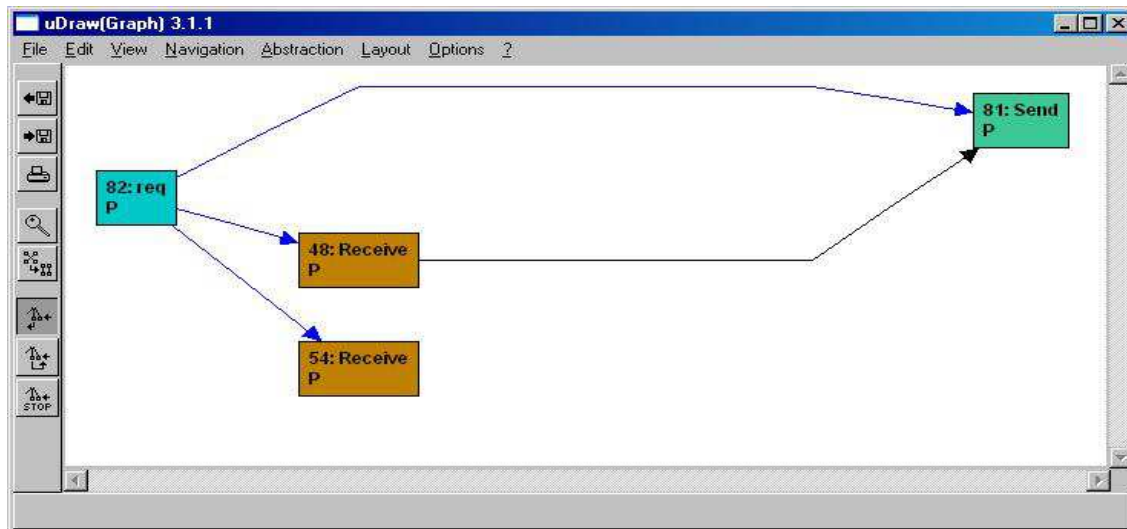 uDraw(Graph) 3.1.1
File Edit View Navigation Abstraction Layout Options ?
81: Send
P
82: req
P
48: Receive
P
54: Receive
P
STOP